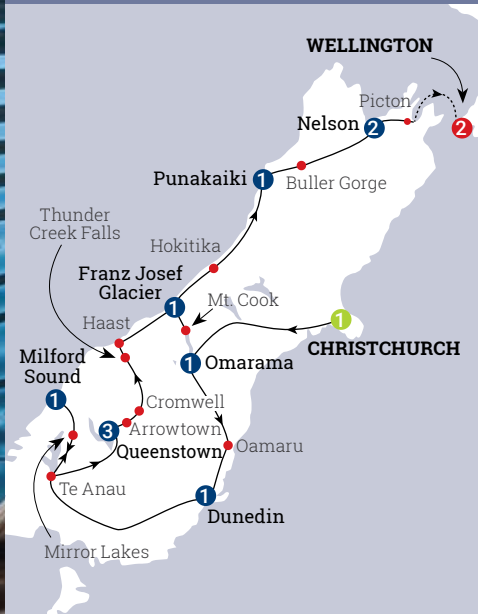 WELLINGTON
Picton
Nelson
2
2
Punakaiki
1
Buller Gorge
Thunder
Creek Falls
Hokitika
Franz Josef
Glacier
1
Mt. Cook
Haast
1
CHRISTCHURCH
Milford
Sound
1
1
Omarama
Cromwell
3
Arrowtown
Queenstown
Oamaru
Te Anau
1
Dunedin
Mirror Lakes